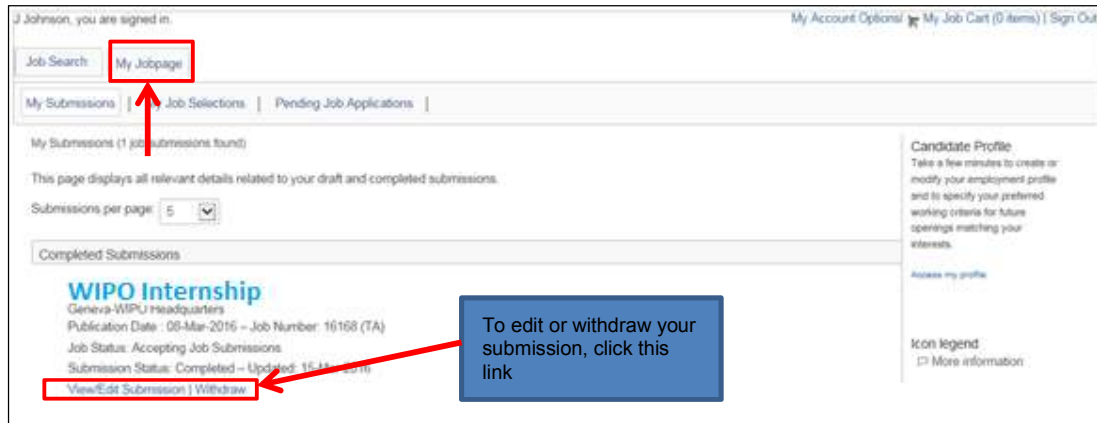 J Johnson, you are signed in.
My Account Options/ My Job Cart (0 items) | Sign Out
Job Search
My Jobpage
My Submissions | My Job Selections | Pending Job Applications |
My Submissions (1 job submissions found)
This page displays all relevant details related to your draft and completed submissions.
Submissions per page: 5
Completed Submissions
WIPO Internship
Geneva-WIPO Headquarters
Publication Date : 08-Mar-2016 – Job Number: 16168 (TA)
Job Status: Accepting Job Submissions
Submission Status: Completed – Updated: 15-Mar-2016
View/Edit Submission | Withdraw
To edit or withdraw your
submission, click this
link
Candidate Profile
Take a few minutes to create or
modify your employment profile
and to specify your preferred
working criteria for future
openings matching your
interests.
Access my profile
Icon legend
More information